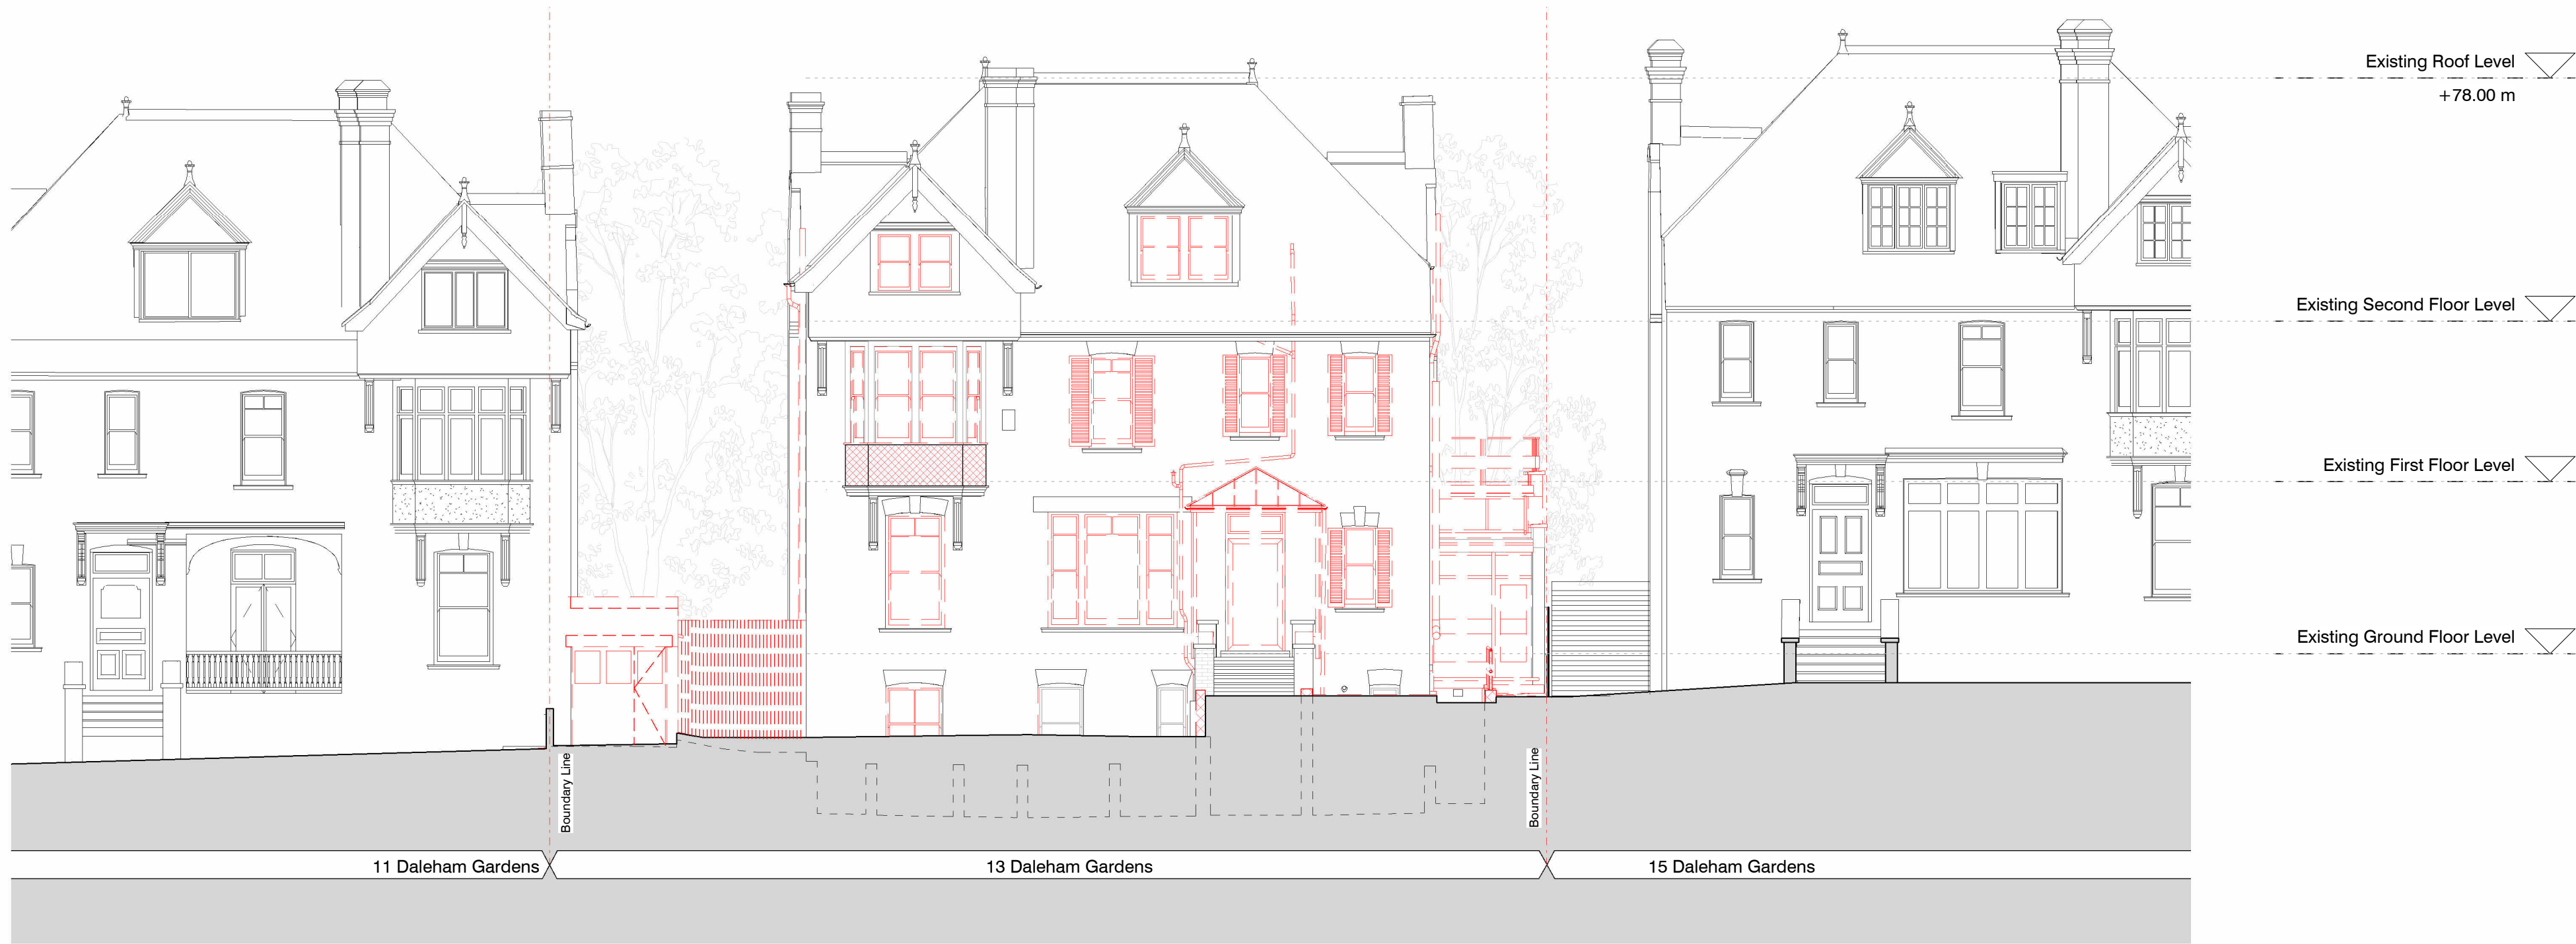 Existing Roof Level
+78.00 m
Existing Second Floor Level
Existing First Floor Level
Existing Ground Floor Level
Boundary Line
Boundary Line
11 Daleham Gardens
13 Daleham Gardens
15 Daleham Gardens